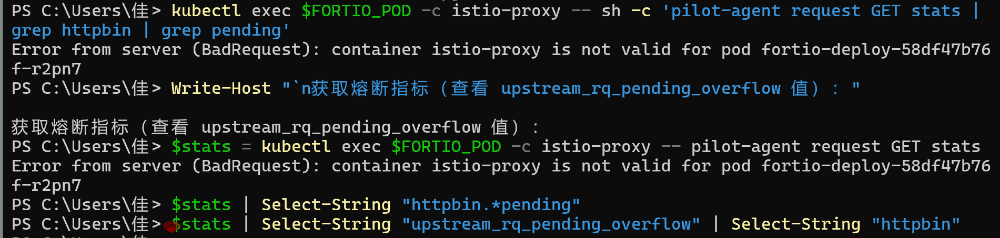 PS C:\Users\佳> kubectl exec $FORTIO_POD -c istio-proxy -- sh -c 'pilot-agent request GET stats |
grep httpbin | grep pending'
Error from server (BadRequest): container istio-proxy is not valid for pod fortio-deploy-58df47b76
f-r2pn7
PS C:\Users\佳> Write-Host "`n获取熔断指标（查看 upstream_rq_pending_overflow 值）："
获取熔断指标（查看 upstream_rq_pending_overflow 值）：
PS C:\Users\佳> $stats = kubectl exec $FORTIO_POD -c istio-proxy -- pilot-agent request GET stats
Error from server (BadRequest): container istio-proxy is not valid for pod fortio-deploy-58df47b76
f-r2pn7
PS C:\Users\佳> $stats | Select-String "httpbin.*pending"
PS C:\Users\佳> $stats | Select-String "upstream_rq_pending_overflow" | Select-String "httpbin"